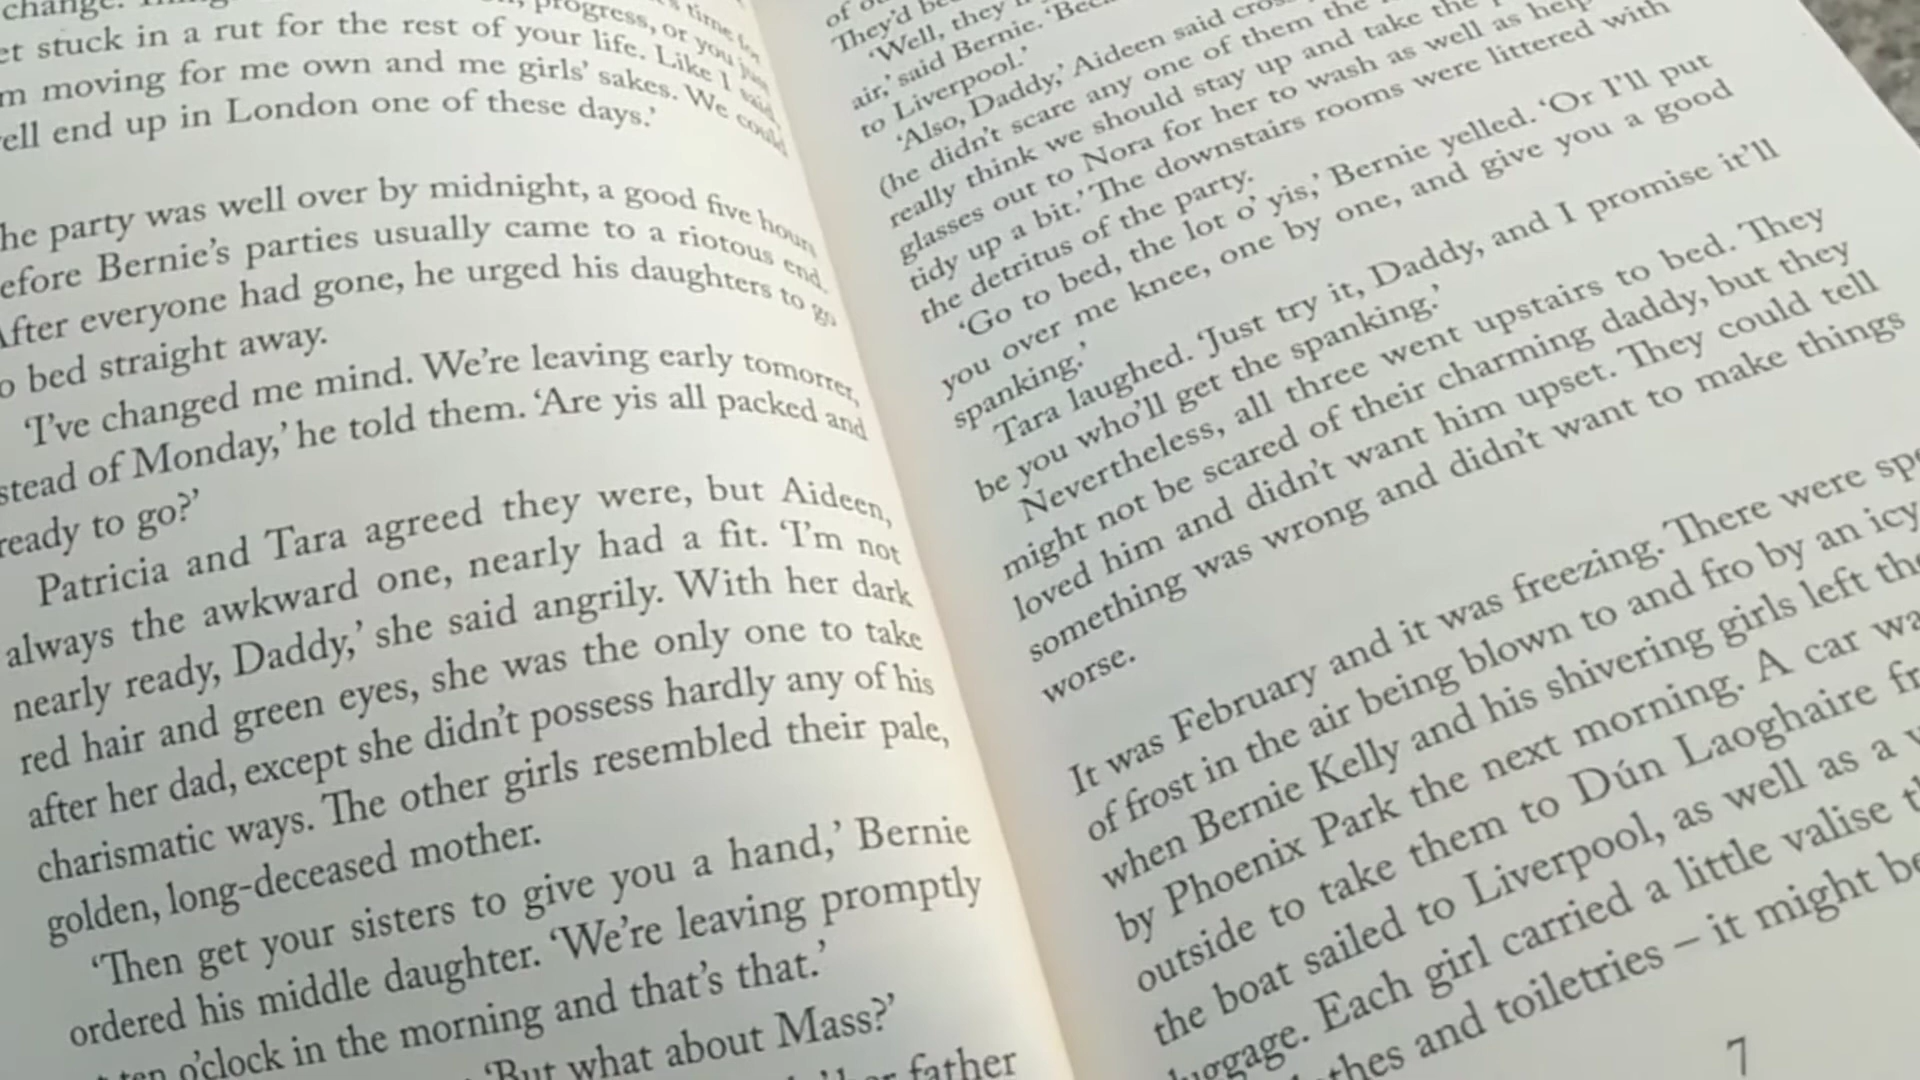 change.
et stuck in a rut for the rest of your life. Like I said,
m moving for me own and me girls’ sakes. We could
ell end up in London one of these days.’
he party was well over by midnight, a good five hours
efore Bernie’s parties usually came to a riotous end.
After everyone had gone, he urged his daughters to go
o bed straight away.
‘I’ve changed me mind. We’re leaving early tomorrer,
stead of Monday,’ he told them. ‘Are yis all packed and
ready to go?’
Patricia and Tara agreed they were, but Aideen,
always the awkward one, nearly had a fit. ‘I’m not
nearly ready, Daddy,’ she said angrily. With her dark
red hair and green eyes, she was the only one to take
after her dad, except she didn’t possess hardly any of his
charismatic ways. The other girls resembled their pale,
golden, long-deceased mother.
‘Then get your sisters to give you a hand,’ Bernie
ordered his middle daughter. ‘We’re leaving promptly
ten o’clock in the morning and that’s that.’
‘But what about Mass?’
father
They’d
‘Well, they
air,’ said Bernie.
to Liverpool.’
‘Also, Daddy,’ Aideen said
(he didn’t scare any one of them the
really think we should stay up and take the
glasses out to Nora for her to wash as well as help
tidy up a bit.’ The downstairs rooms were littered with
the detritus of the party.
‘Go to bed, the lot o’ yis,’ Bernie yelled. ‘Or I’ll put
you over me knee, one by one, and give you a good
spanking.’
Tara laughed. ‘Just try it, Daddy, and I promise it’ll
be you who’ll get the spanking.’
Nevertheless, all three went upstairs to bed. They
might not be scared of their charming daddy, but they
loved him and didn’t want him upset. They could tell
something was wrong and didn’t want to make things
worse.
It was February and it was freezing. There were
of frost in the air being blown to and fro by an icy
when Bernie Kelly and his shivering girls left the
by Phoenix Park the next morning. A car wa
outside to take them to Dún Laoghaire fr
the boat sailed to Liverpool, as well as a
luggage. Each girl carried a little valise
thes and toiletries – it might be
7